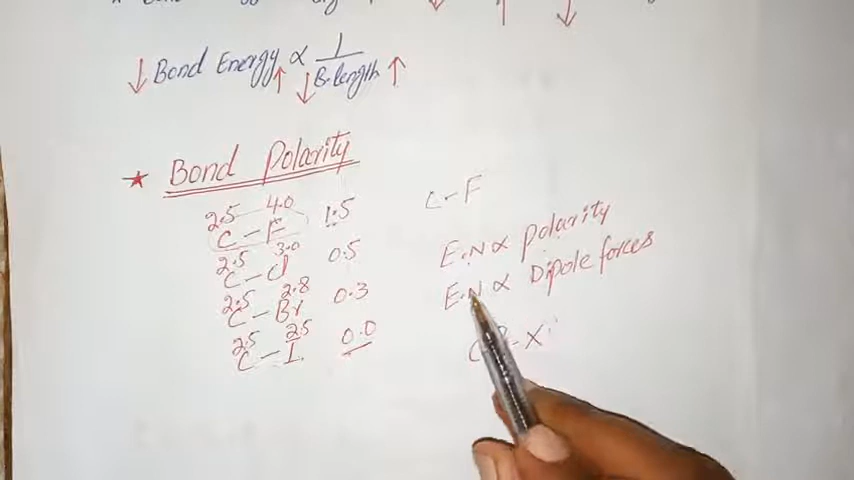 ↓ Bond Energy ↑ ∝ 1/B.length ↓ ↑
★ Bond Polarity
2.5 4.0
C-F 1.5
2.5 3.0
C-Cl 0.5
2.5 2.8
C-Br 0.3
2.5 2.5
C-I 0.0
C-F
E.N ∝ polarity
E.N ∝ Dipole forces